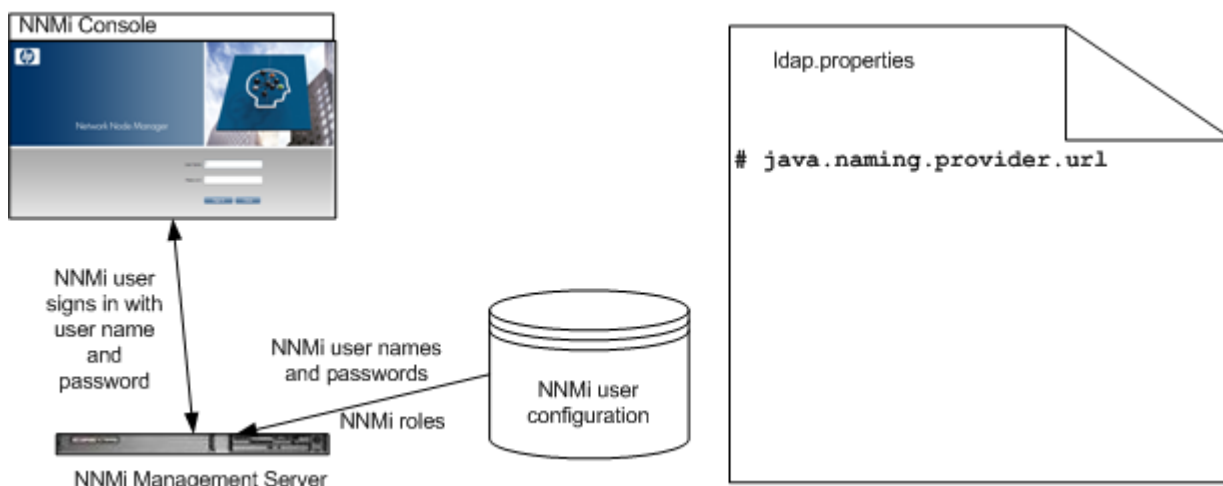 NNMi Console
hp
Network Node Manager
NNMi user
signs in with
user name
and
password
NNMi user names
and passwords
NNMi roles
NNMi user
configuration
NNMi Management Server
ldap.properties
# java.naming.provider.url